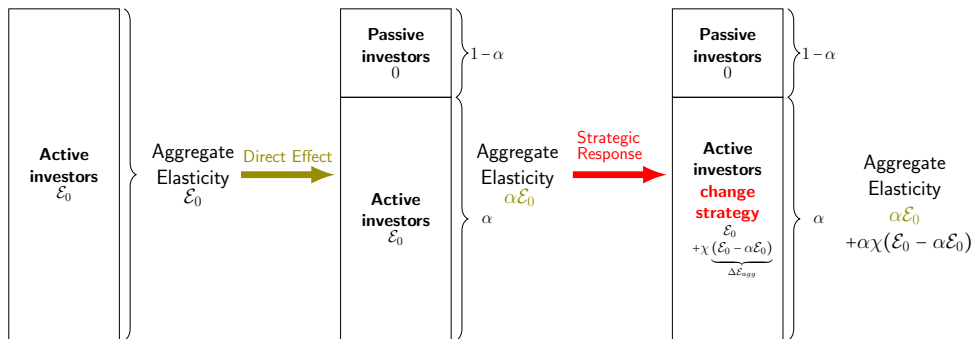 Active
investors
ℰ₀
Aggregate
Elasticity
ℰ₀
Direct Effect
Passive
investors
0
1 − α
Active
investors
ℰ₀
α
Aggregate
Elasticity
αℰ₀
Strategic
Response
Passive
investors
0
1 − α
Active
investors
change
strategy
ℰ₀
+χ (ℰ₀ − αℰ₀)
Δℰ_agg
α
Aggregate
Elasticity
αℰ₀
+αχ(ℰ₀ − αℰ₀)